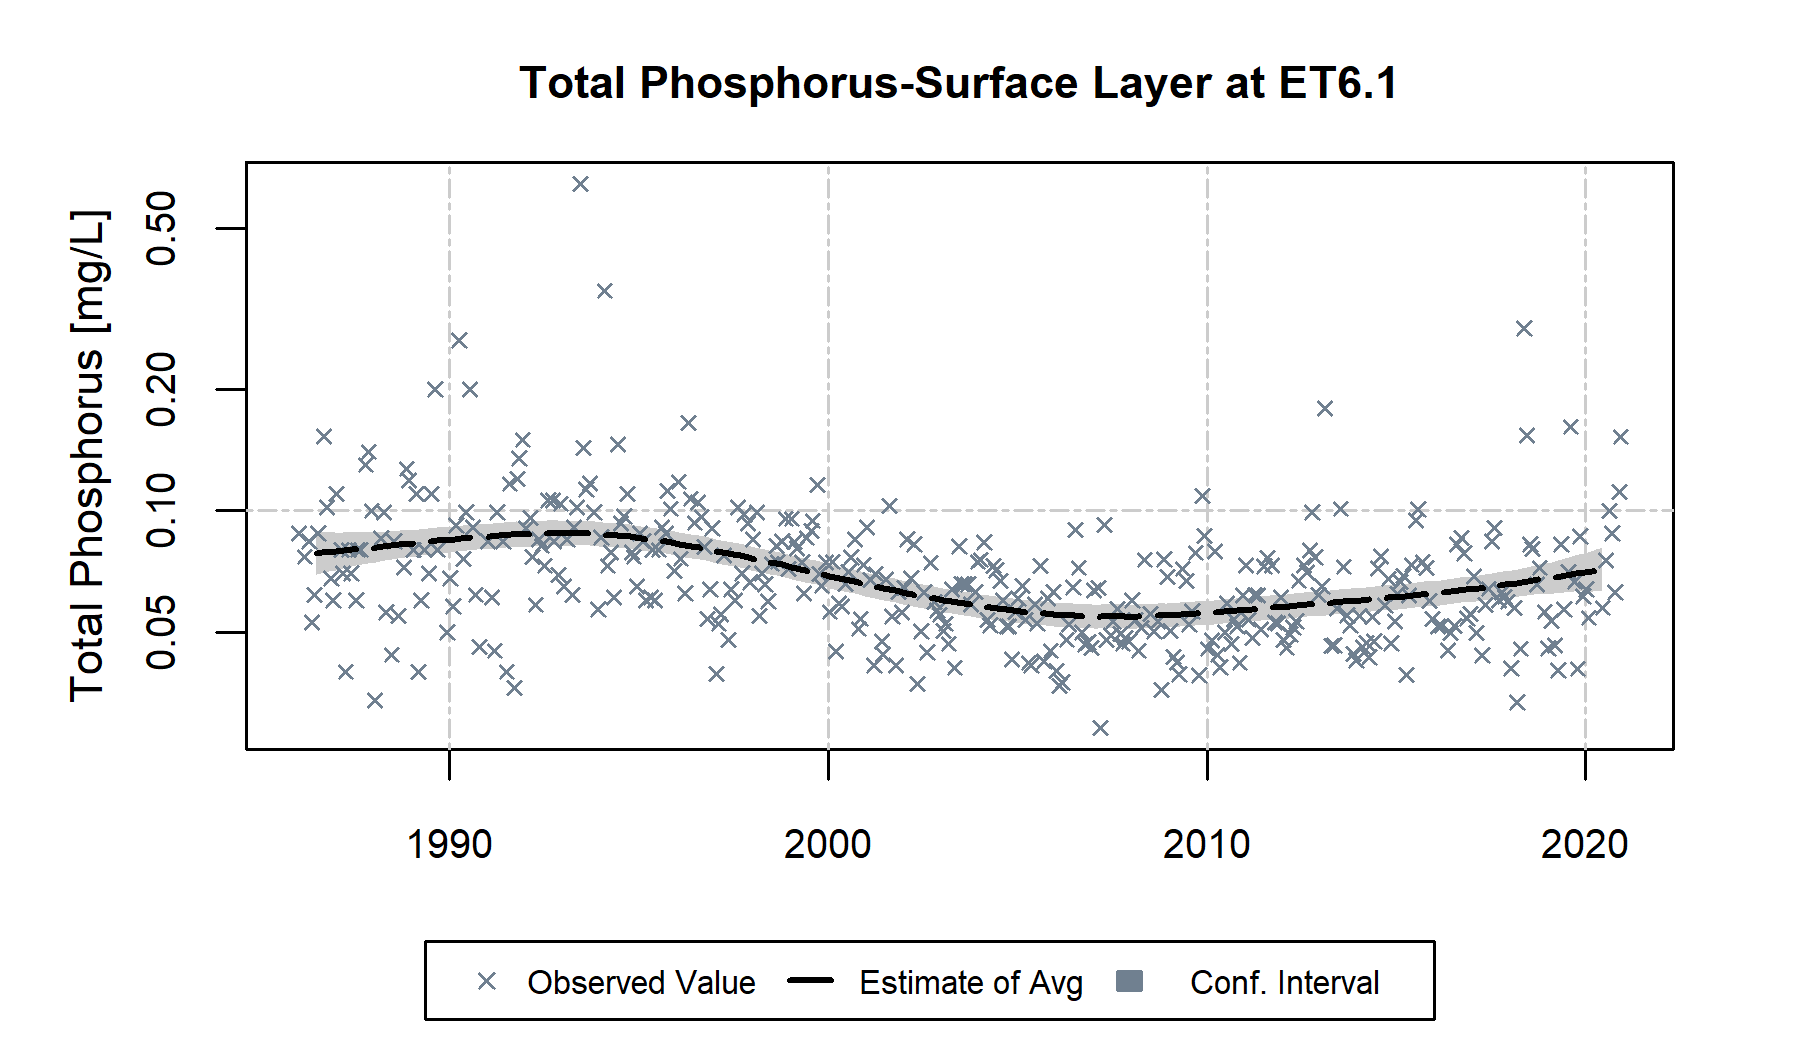 Total Phosphorus-Surface Layer at ET6.1
Total Phosphorus [mg/L]
0.50
0.20
0.10
0.05
1990 2000 2010 2020
Observed Value Estimate of Avg Conf. Interval